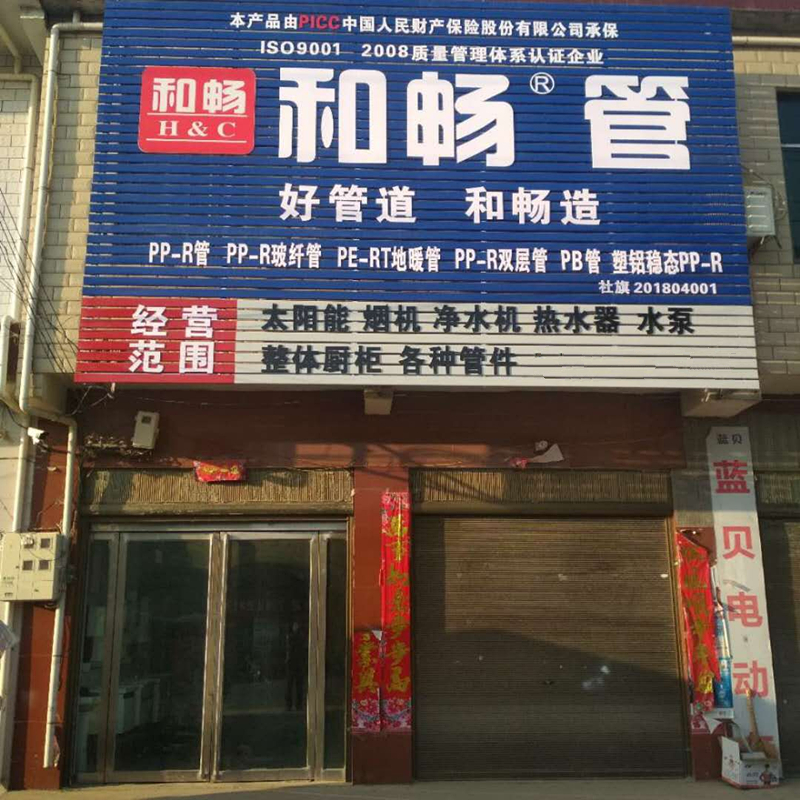 本产品由PICC中国人民财产保险股份有限公司承保
ISO9001 2008质量管理体系认证企业
和畅
H&C
和畅®管
好管道 和畅造
PP-R管 PP-R玻纤管 PE-RT地暖管 PP-R双层管 PB管 塑铝稳态PP-R
社旗 201804001
经营范围
太阳能 烟机 净水机 热水器 水泵
整体厨柜 各种管件
蓝贝
蓝贝电动
步步高